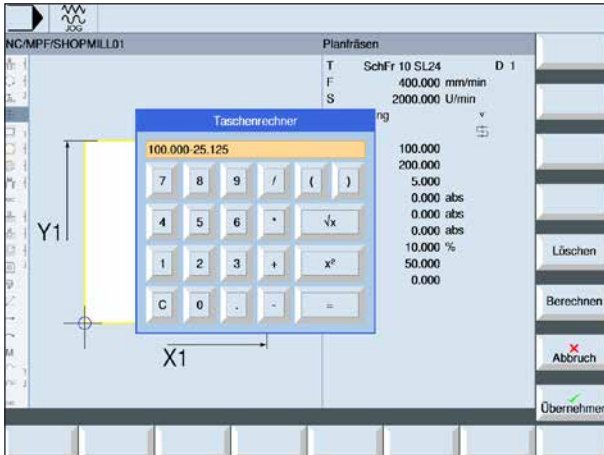 JOG
NC/MPF/SHOPMILL01
Planfräsen
T SchFr 10 SL24 D 1
F 400.000 mm/min
S 2000.000 U/min
ng
Taschenrechner
100.000-25.125
7 8 9 / ( )
4 5 6 * √x
1 2 3 + x²
C 0 . - =
100.000
200.000
5.000
0.000 abs
0.000 abs
0.000 abs
10.000 %
50.000
0.000
Y1
X1
M
Löschen
Berechnen
Abbruch
Übernehmen